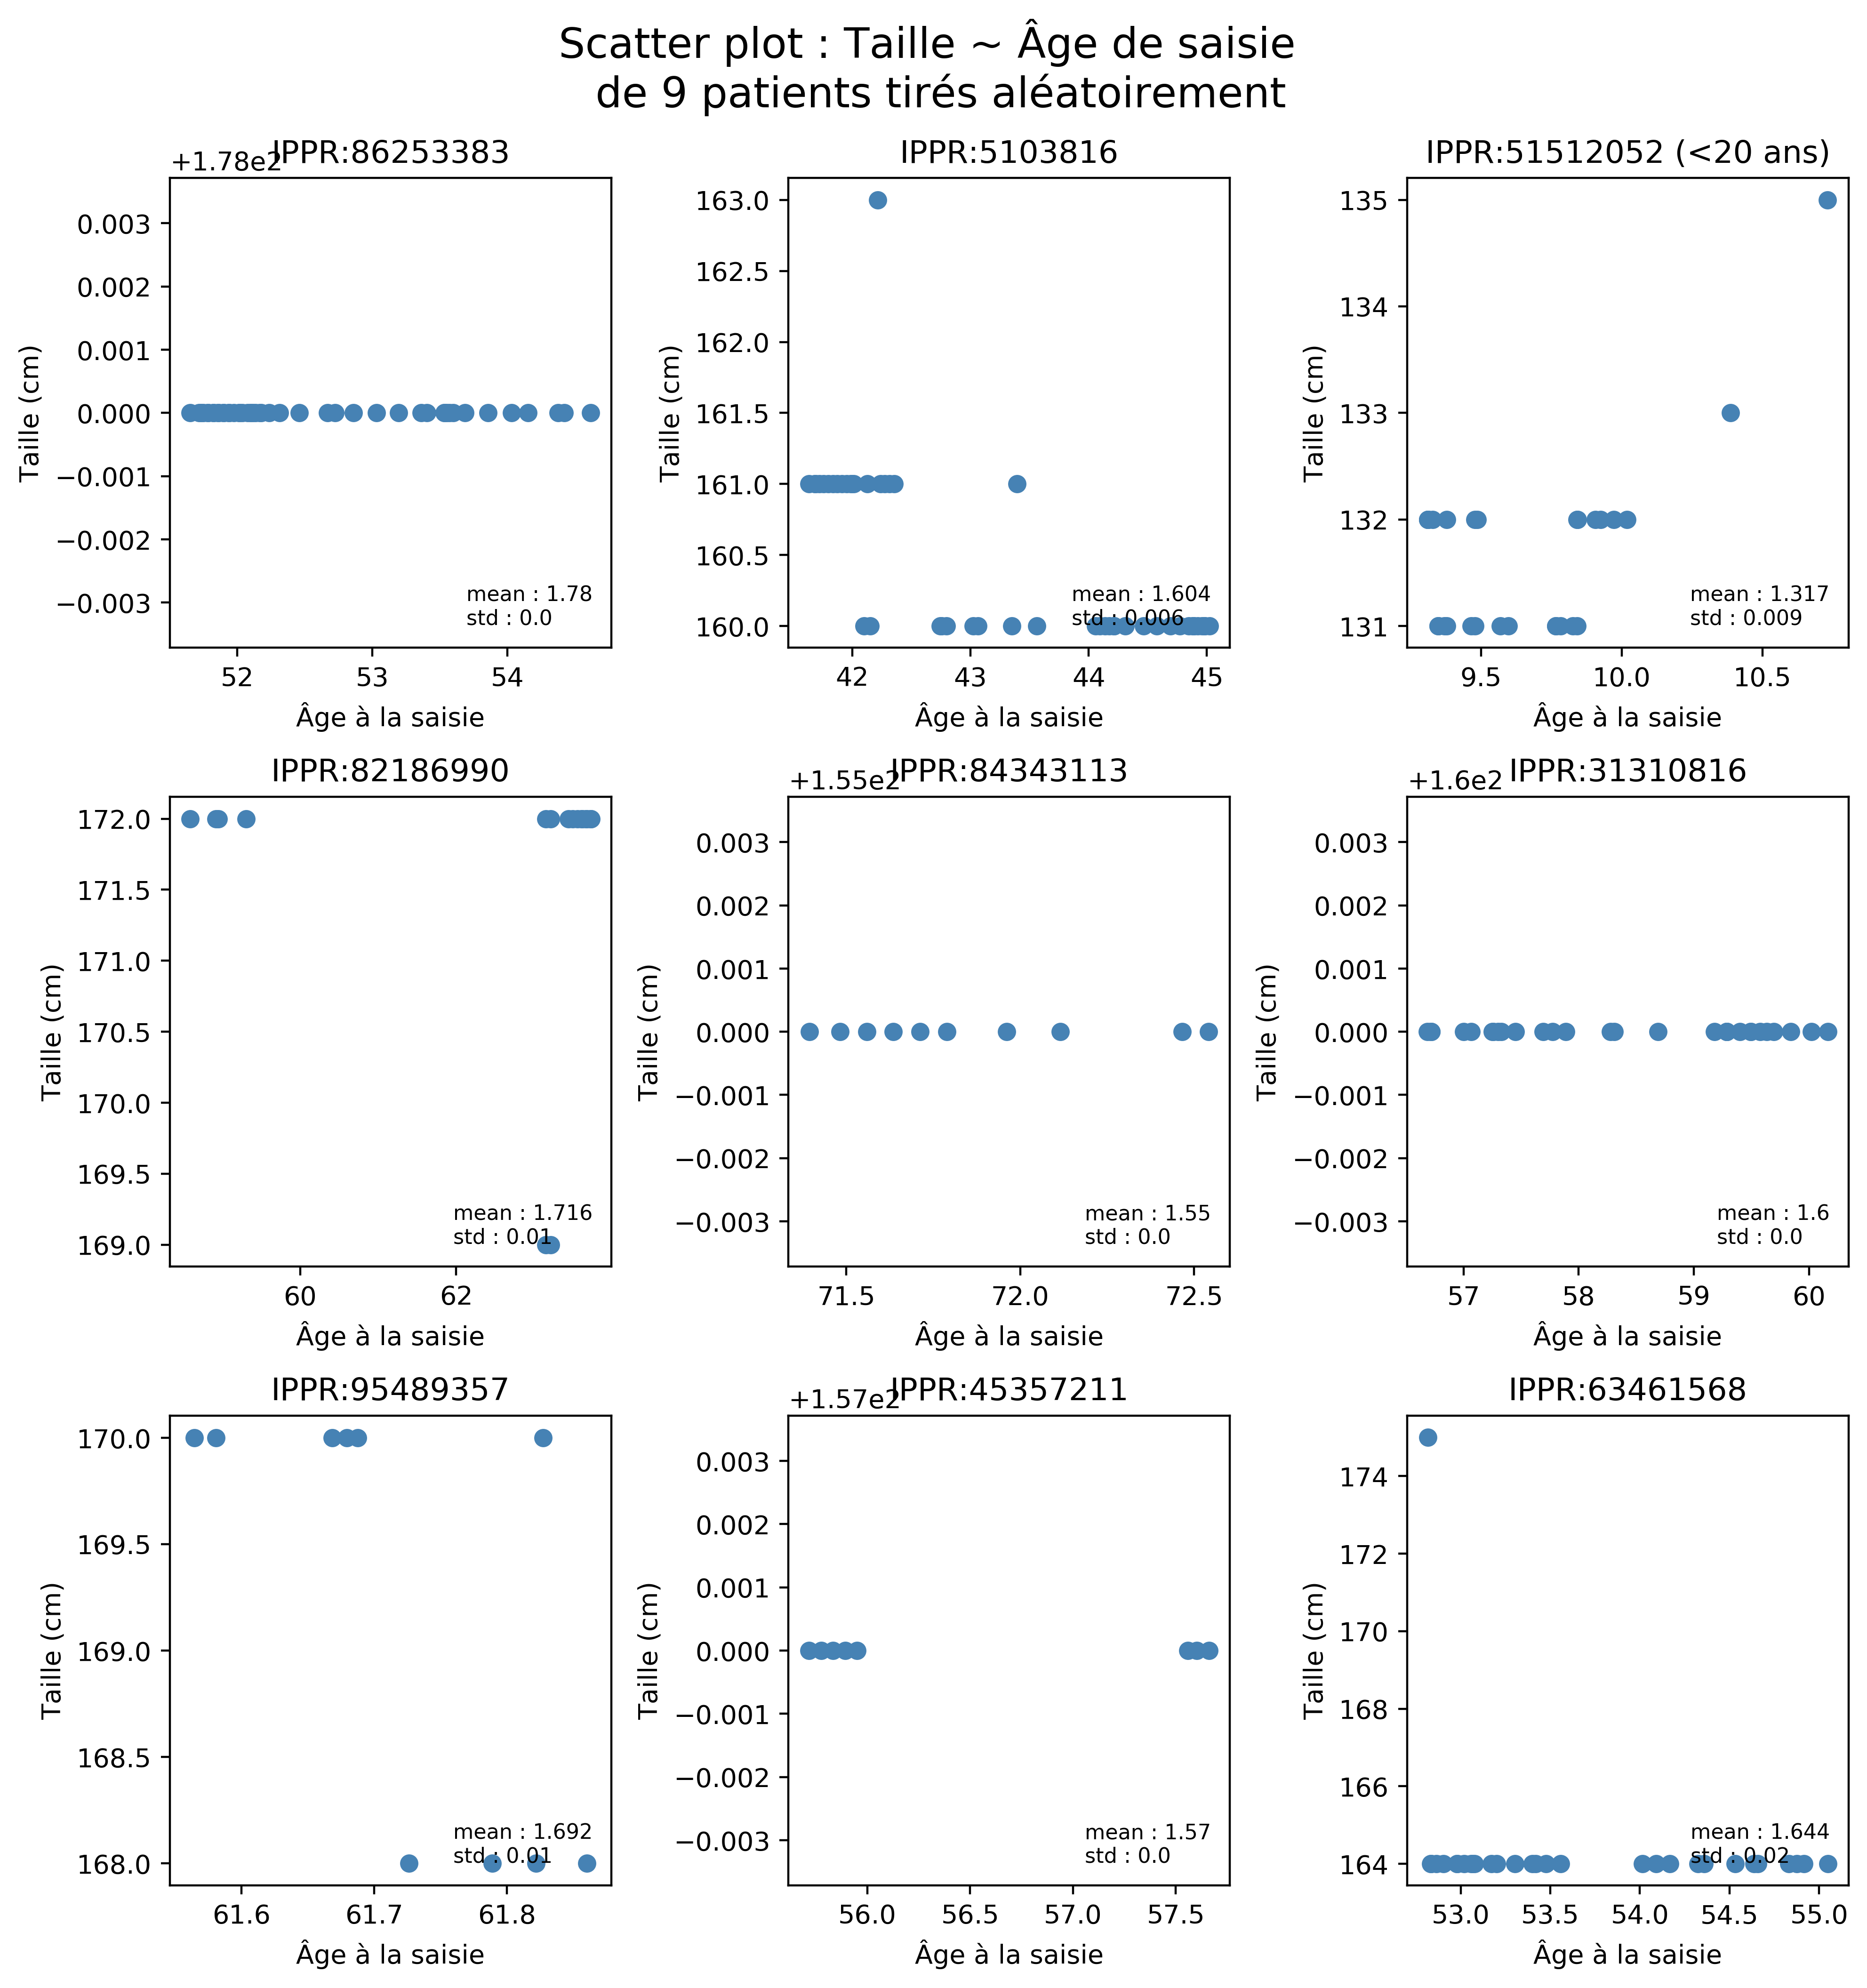 Scatter plot : Taille ~ Âge de saisie
de 9 patients tirés aléatoirement
+1.78e2
IPPR:86253383
0.003
0.002
0.001
0.000
−0.001
−0.002
−0.003
Taille (cm)
mean : 1.78
std : 0.0
52 53 54
Âge à la saisie
IPPR:5103816
163.0
162.5
162.0
161.5
161.0
160.5
160.0
Taille (cm)
mean : 1.604
std : 0.006
42 43 44 45
Âge à la saisie
IPPR:51512052 (<20 ans)
135
134
133
132
131
Taille (cm)
mean : 1.317
std : 0.009
9.5 10.0 10.5
Âge à la saisie
IPPR:82186990
172.0
171.5
171.0
170.5
170.0
169.5
169.0
Taille (cm)
mean : 1.716
std : 0.01
60 62
Âge à la saisie
+1.55e2
IPPR:84343113
0.003
0.002
0.001
0.000
−0.001
−0.002
−0.003
Taille (cm)
mean : 1.55
std : 0.0
71.5 72.0 72.5
Âge à la saisie
+1.6e2
IPPR:31310816
0.003
0.002
0.001
0.000
−0.001
−0.002
−0.003
Taille (cm)
mean : 1.6
std : 0.0
57 58 59 60
Âge à la saisie
IPPR:95489357
170.0
169.5
169.0
168.5
168.0
Taille (cm)
mean : 1.692
std : 0.01
61.6 61.7 61.8
Âge à la saisie
+1.57e2
IPPR:45357211
0.003
0.002
0.001
0.000
−0.001
−0.002
−0.003
Taille (cm)
mean : 1.57
std : 0.0
56.0 56.5 57.0 57.5
Âge à la saisie
IPPR:63461568
174
172
170
168
166
164
Taille (cm)
mean : 1.644
std : 0.02
53.0 53.5 54.0 54.5 55.0
Âge à la saisie